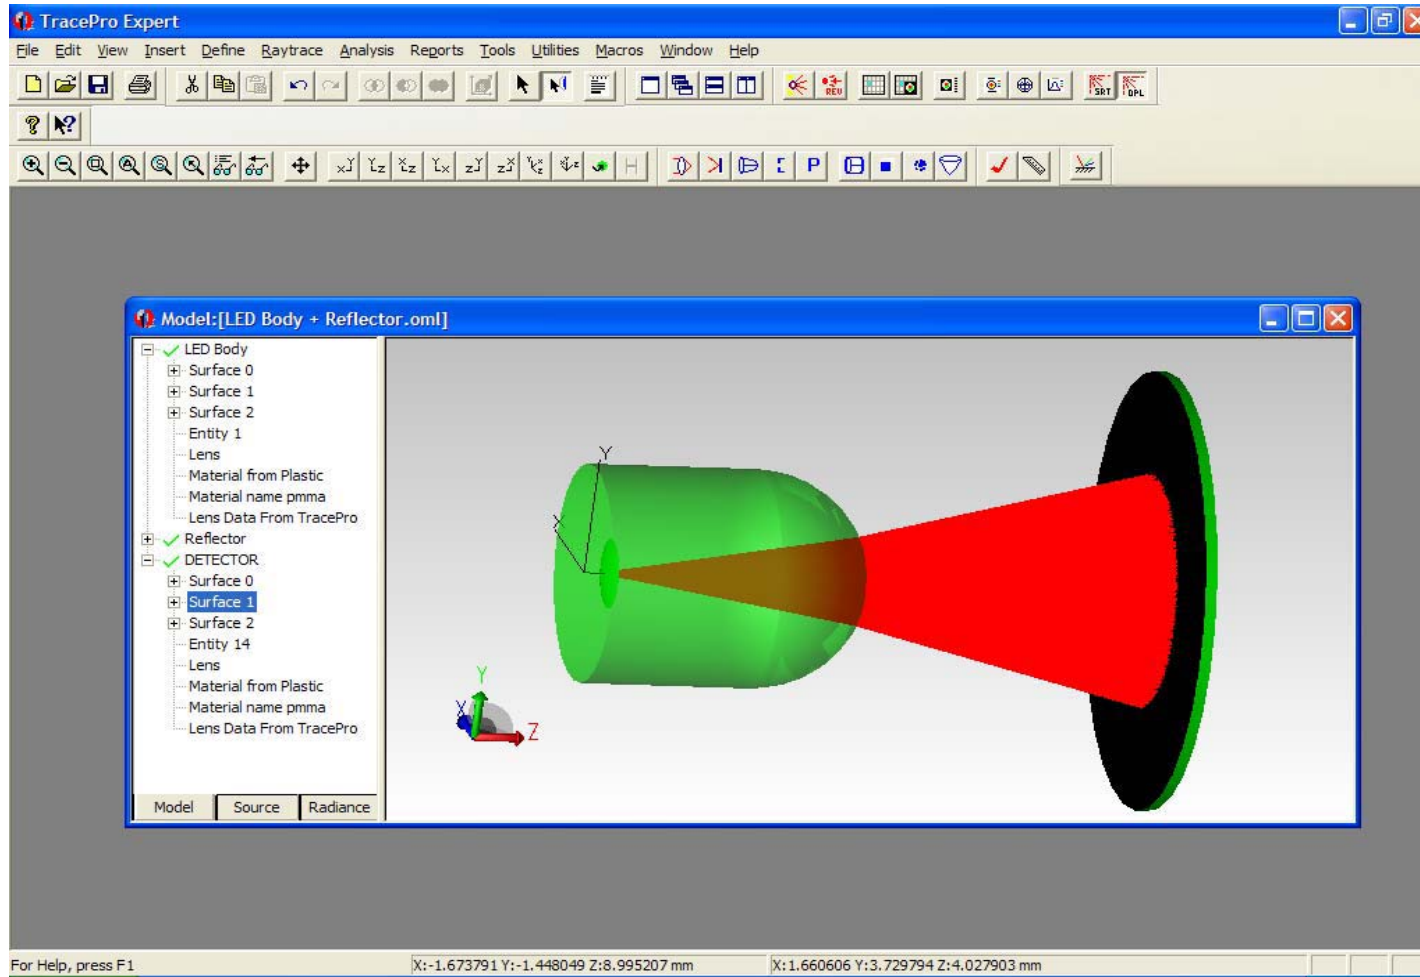 TracePro Expert
File Edit View Insert Define Raytrace Analysis Reports Tools Utilities Macros Window Help
REV
SRT
OPL
P
Model:[LED Body + Reflector.oml]
LED Body
Surface 0
Surface 1
Surface 2
Entity 1
Lens
Material from Plastic
Material name pmma
Lens Data From TracePro
Reflector
DETECTOR
Surface 0
Surface 1
Surface 2
Entity 14
Lens
Material from Plastic
Material name pmma
Lens Data From TracePro
Model Source Radiance
Y
X
Y
X
Z
For Help, press F1 X:-1.673791 Y:-1.448049 Z:8.995207 mm X:1.660606 Y:3.729794 Z:4.027903 mm